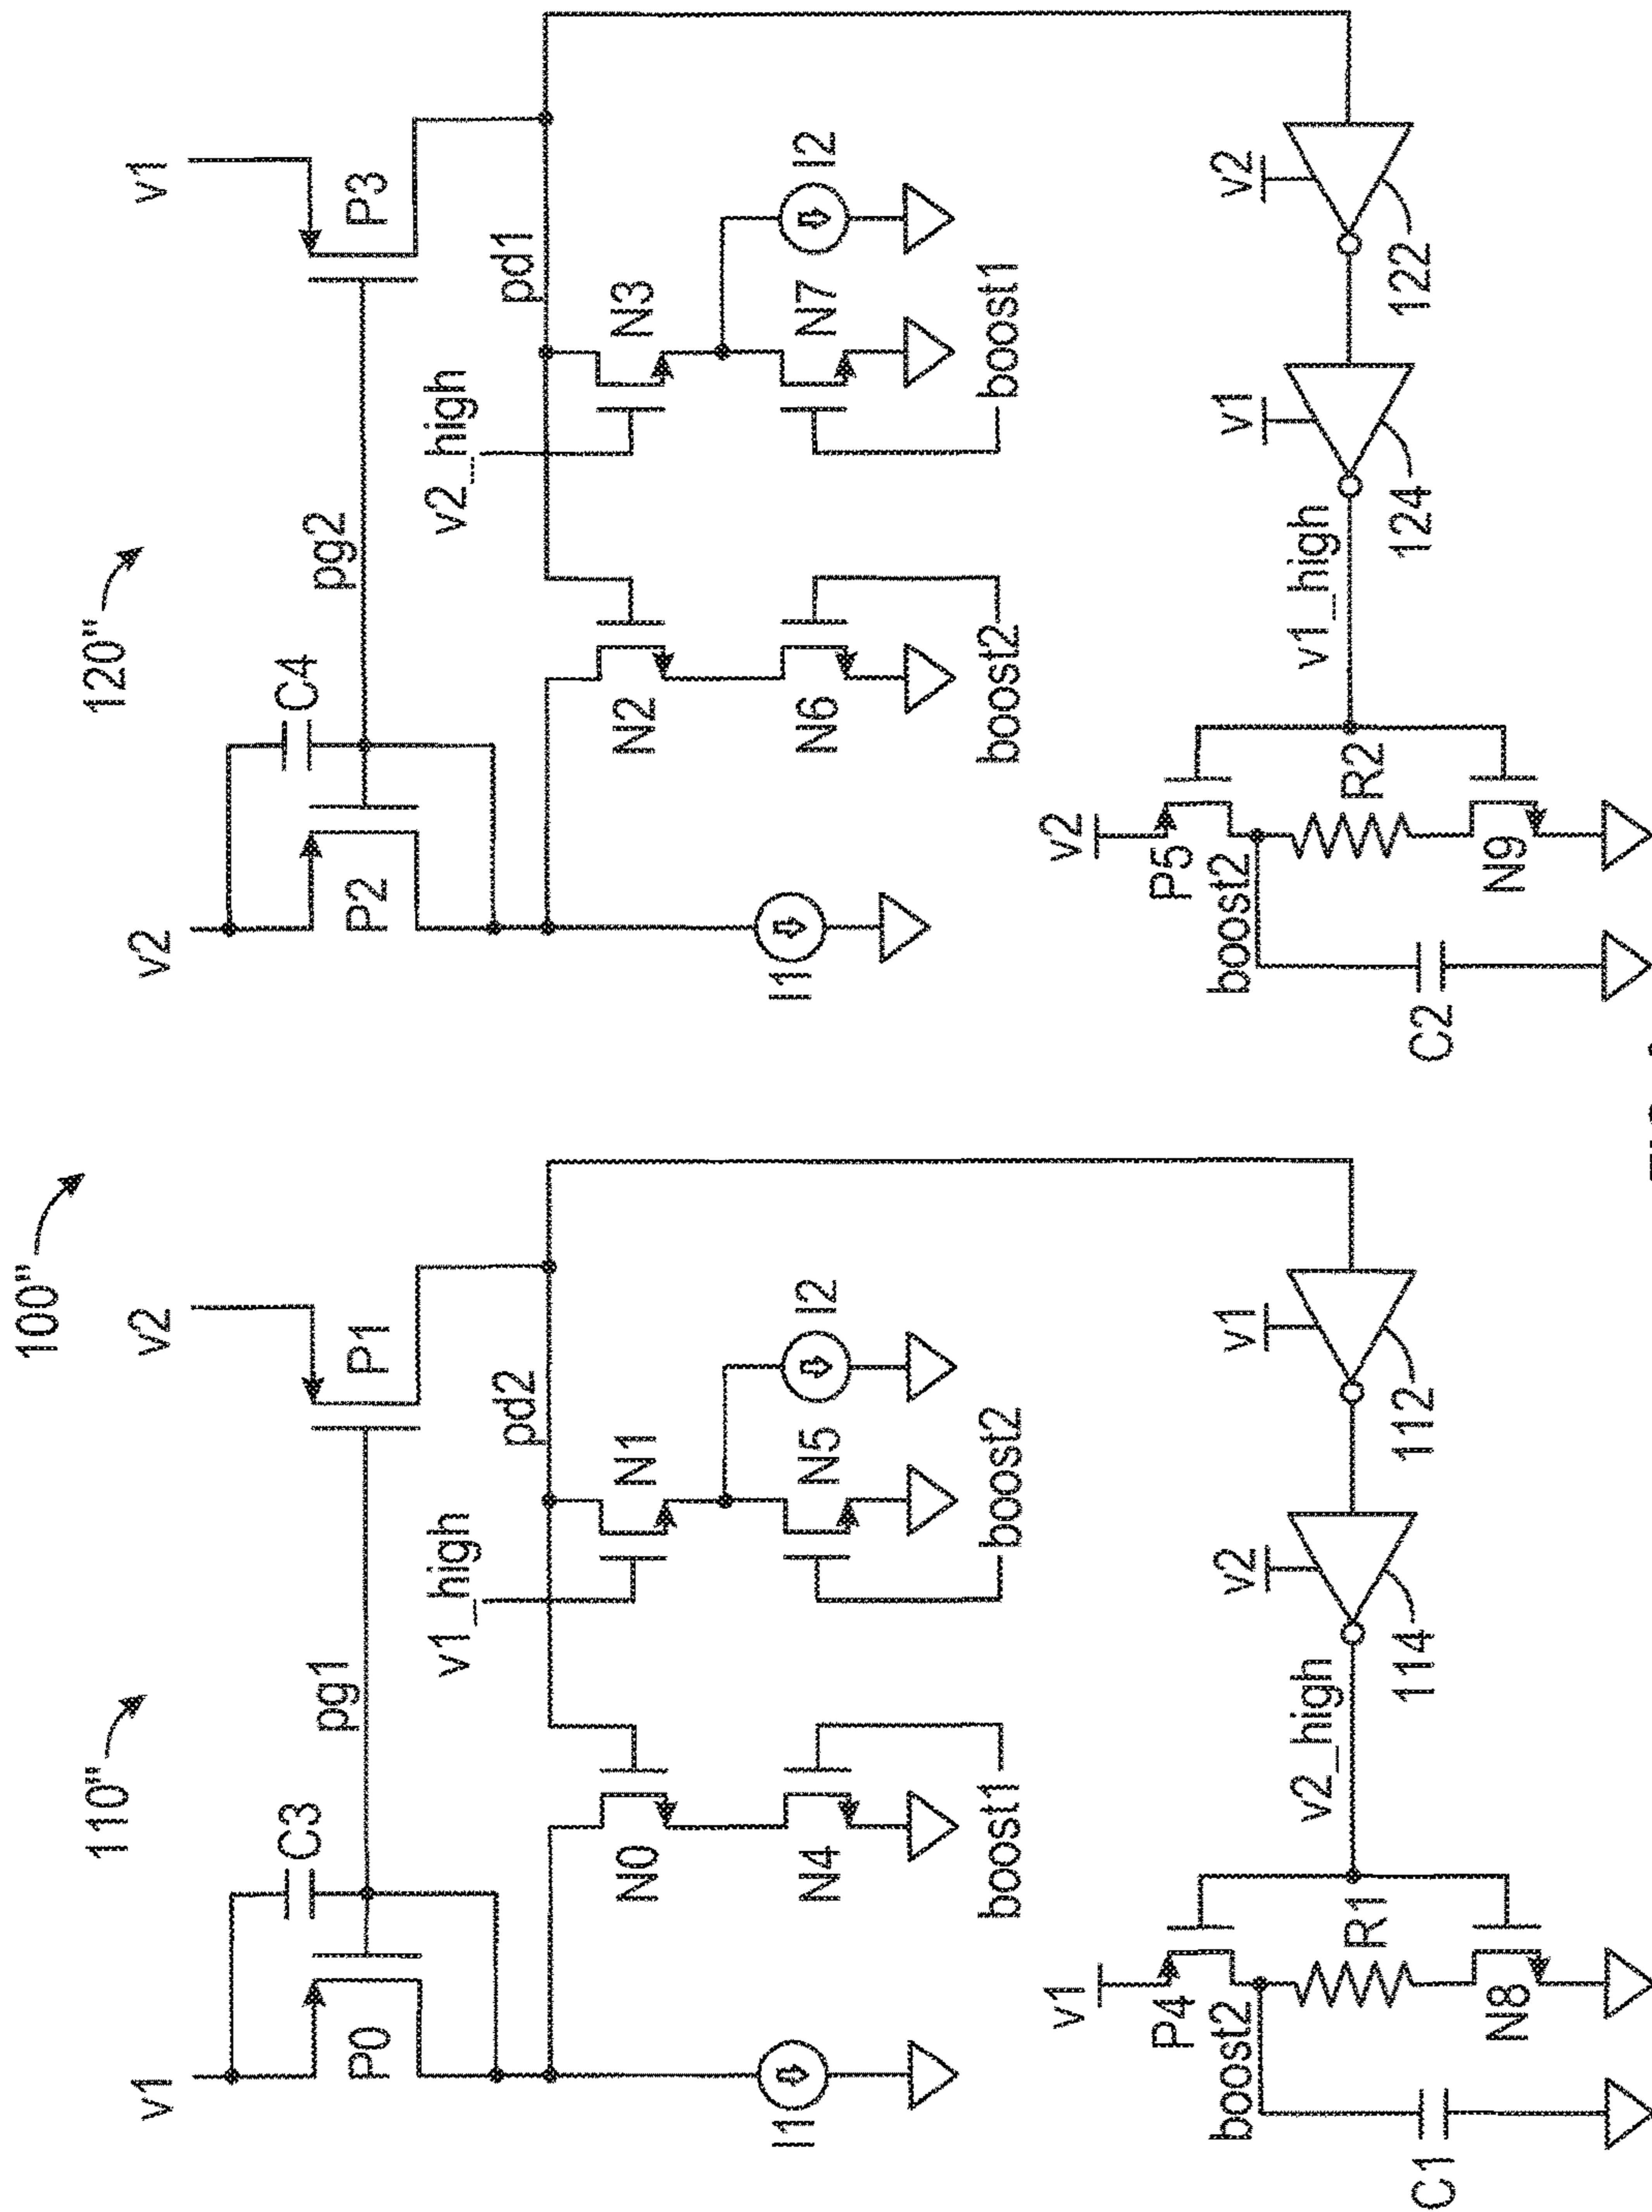 100"
110"
v1
C3
P0
pg1
v2
P1
v1_high
pd2
N0
N1
N4
N5
I1
I2
boost1
boost2
v1
P4
boost2
R1
N8
C1
v2_high
v2
114
v1
112
120"
v2
C4
P2
pg2
v1
P3
v2_high
pd1
N2
N3
N6
N7
I1
I2
boost2
boost1
v2
P5
boost2
R2
N9
C2
v1_high
v1
124
v2
122